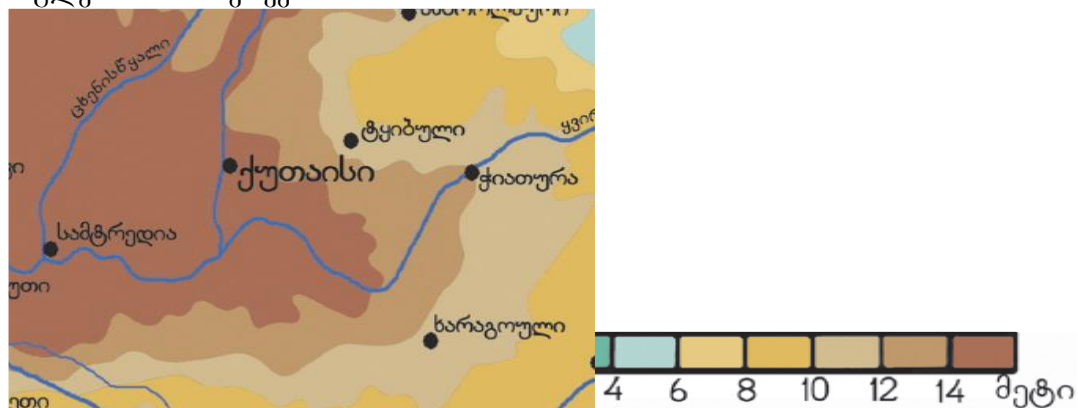 ცხენისწყალი
ტყიბული
ქუთაისი
ჭიათურა
სამტრედია
ხარაგოული
4 6 8 10 12 14 მეტი